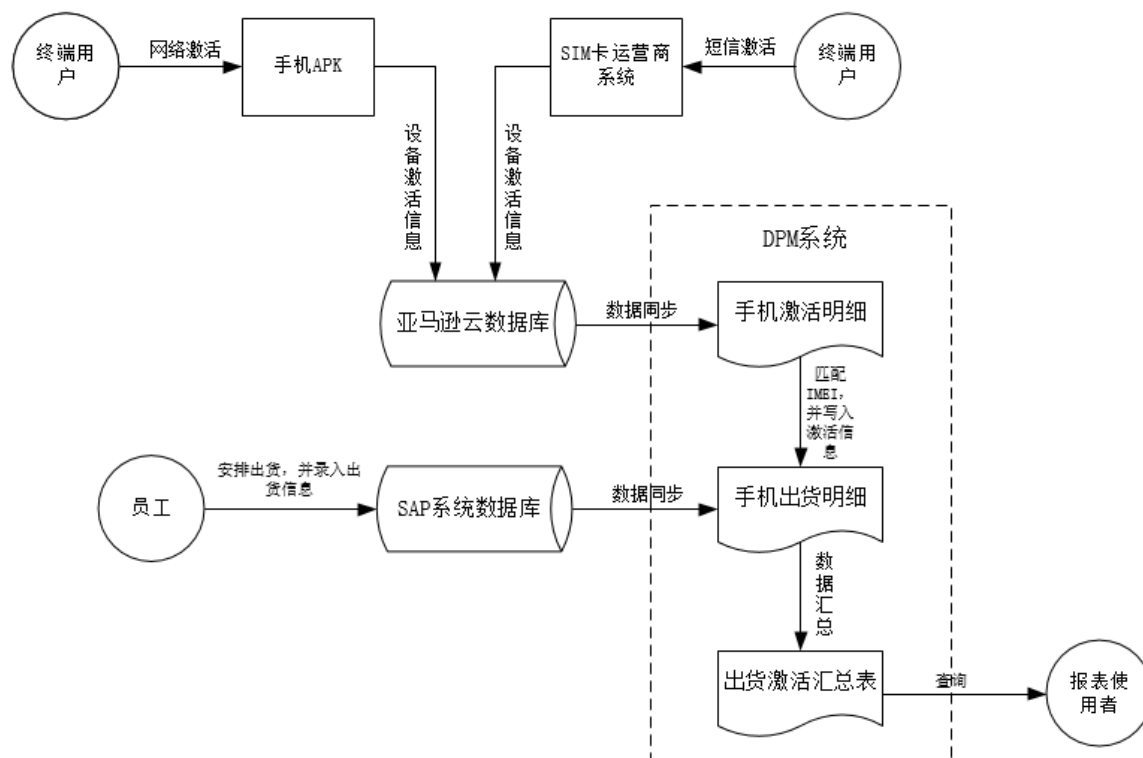 终端用
户
网络激活
手机APK
SIM卡运营商
系统
短信激活
终端用
户
设备激活信息
设备激活信息
DPM系统
亚马逊云数据库
数据同步
手机激活明细
匹配
IMEI，
并写入
激活信
息
员工
安排出货，并录入出
货信息
SAP系统数据库
数据同步
手机出货明细
数据汇总
出货激活汇总表
查询
报表使
用者